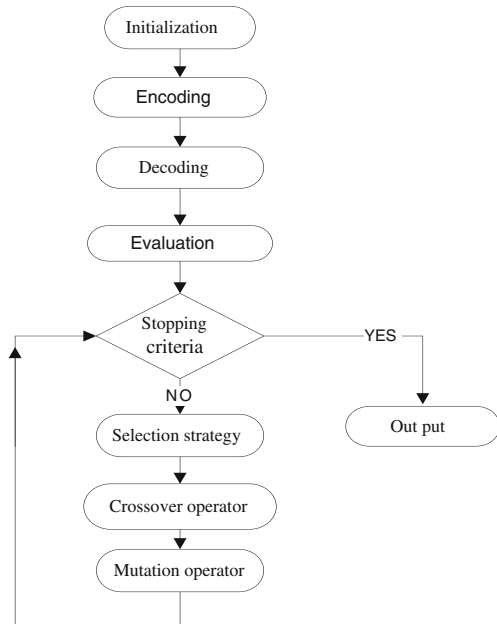 Initialization
Encoding
Decoding
Evaluation
Stopping
criteria
YES
NO
Selection strategy
Out put
Crossover operator
Mutation operator